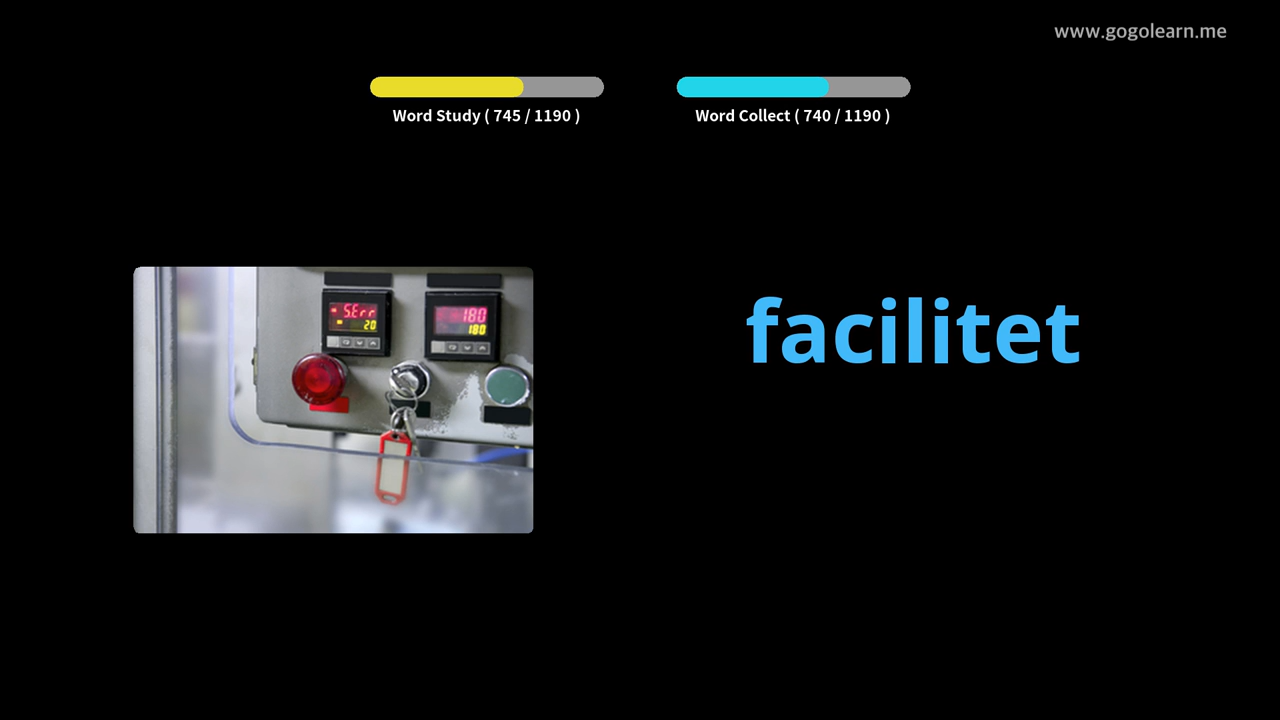 www.gogolearn.me
Word Study ( 745 / 1190 )
Word Collect ( 740 / 1190 )
SErr
20
180
180
facilitet